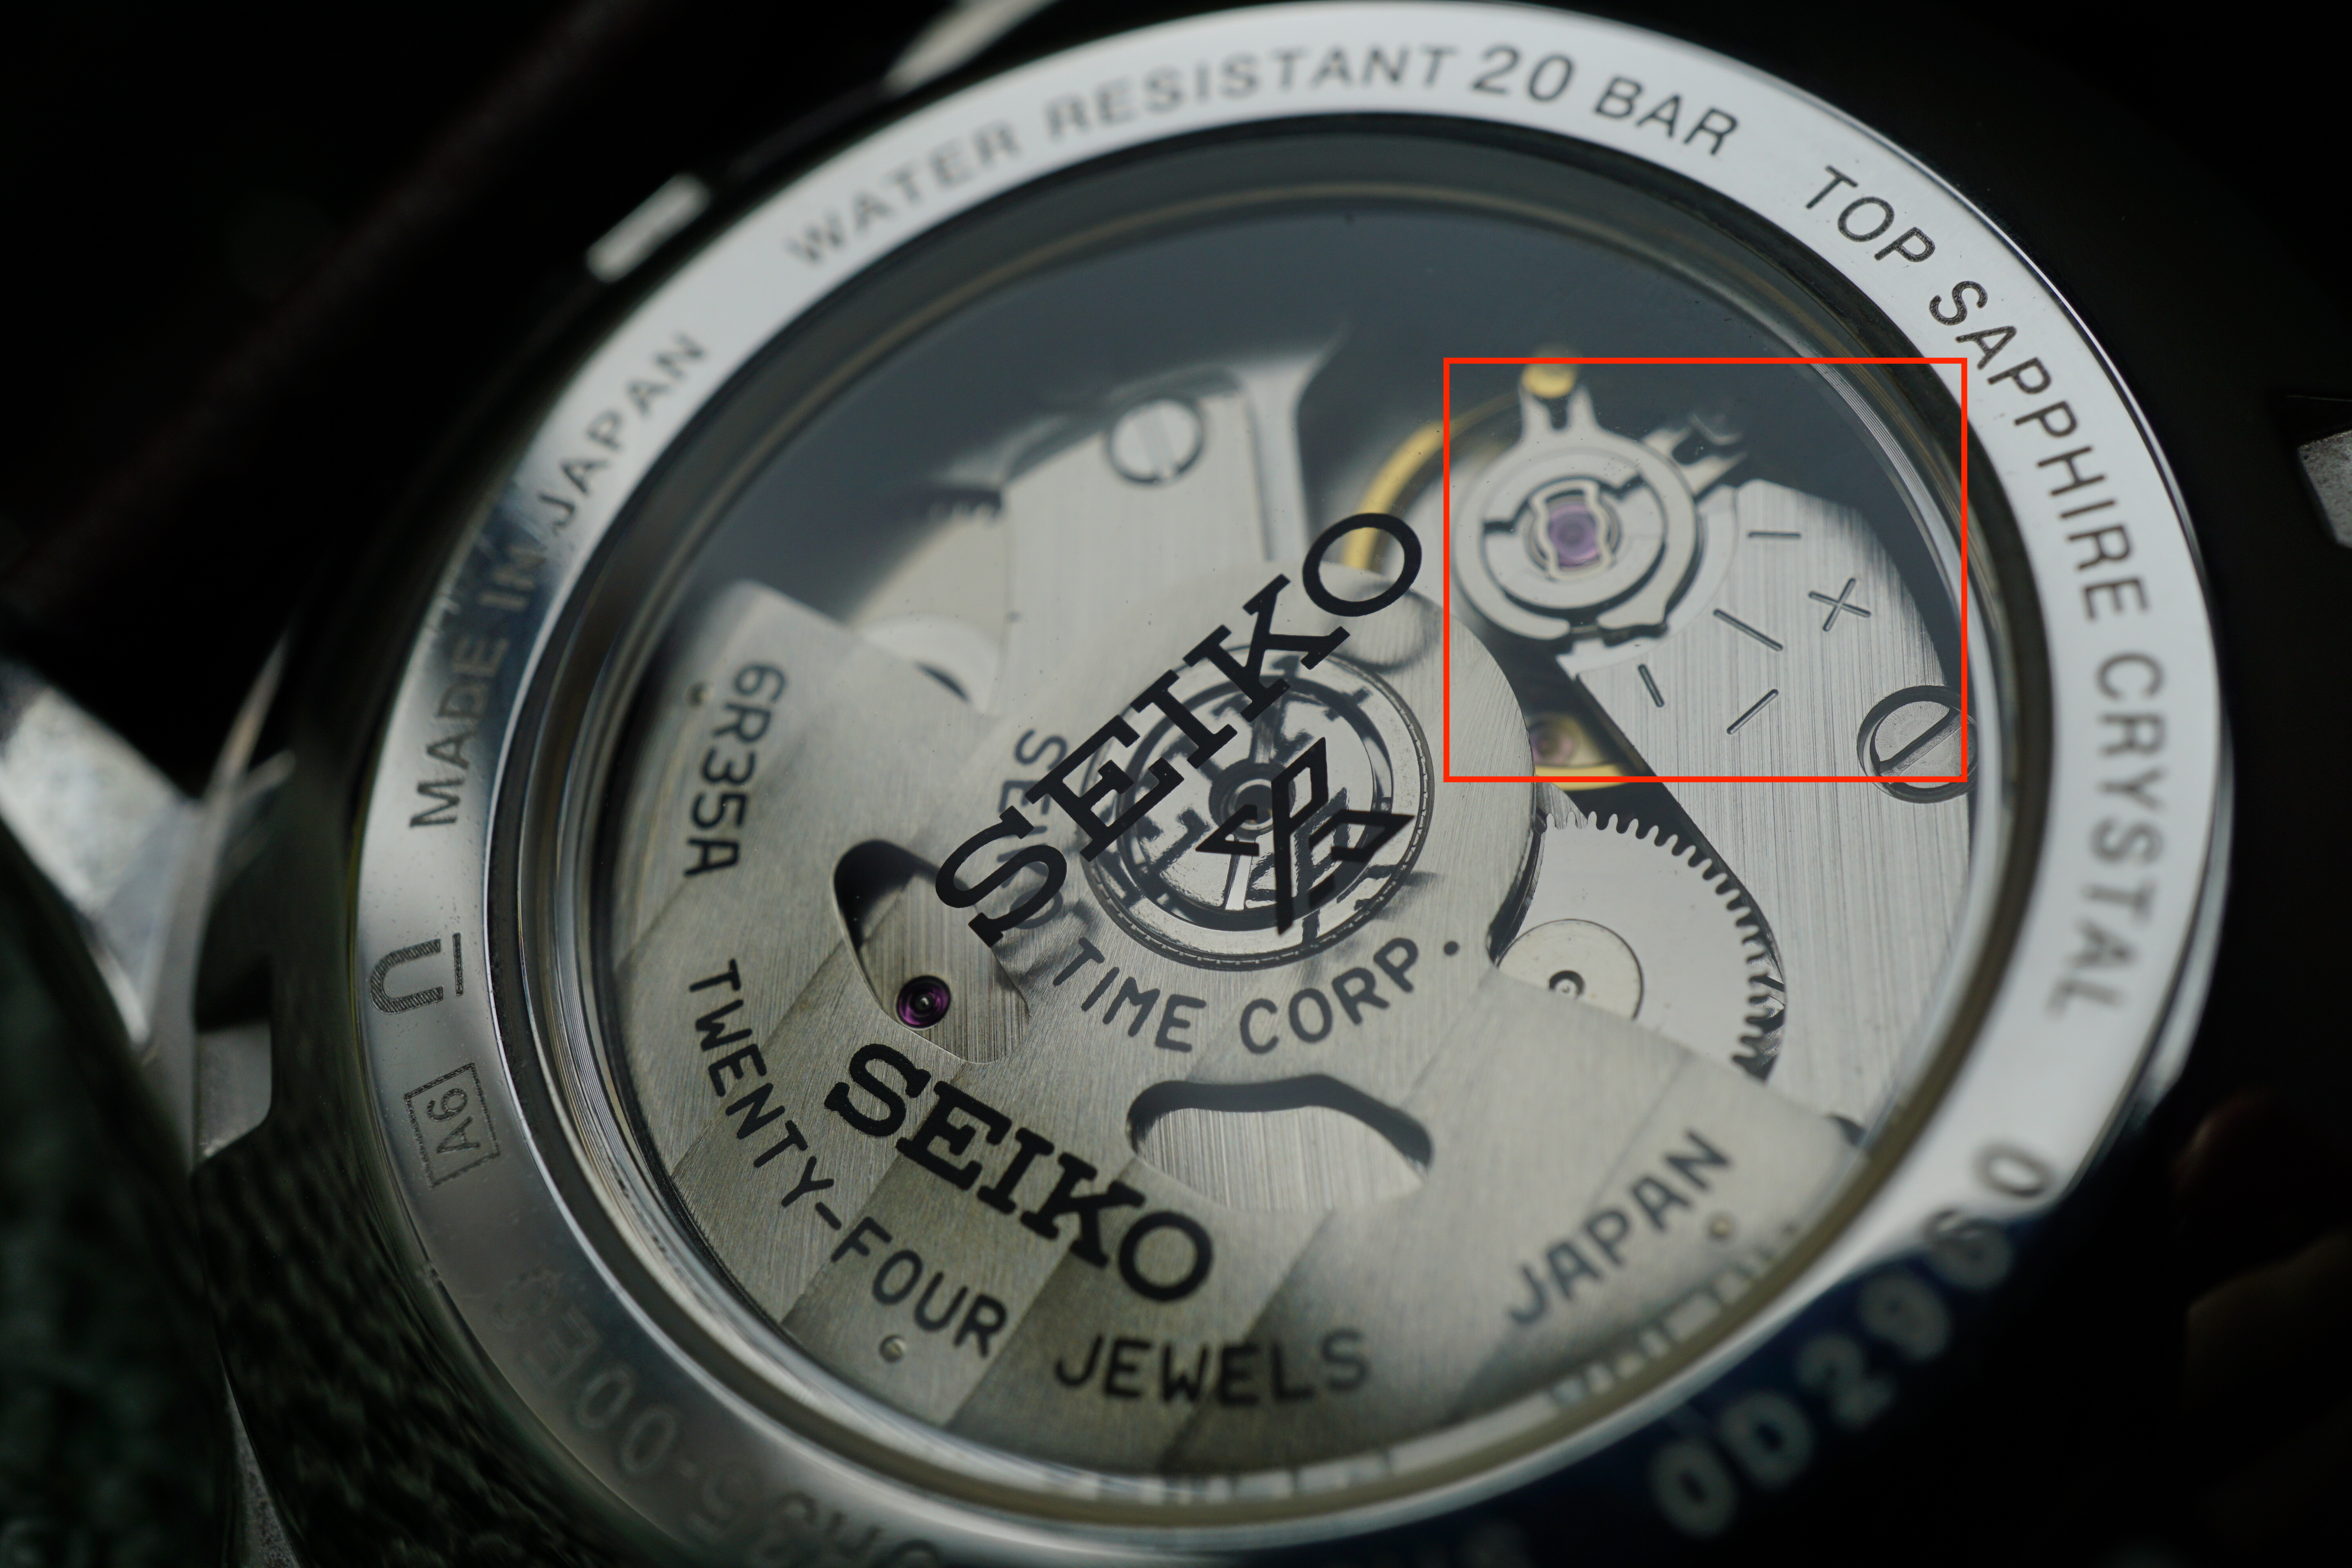 WATER RESISTANT 20 BAR
TOP SAPPHIRE CRYSTAL
MADE IN JAPAN
A6
SEIKO
6R35A
TIME CORP.
SEIKO
TWENTY-FOUR JEWELS
JAPAN
− +